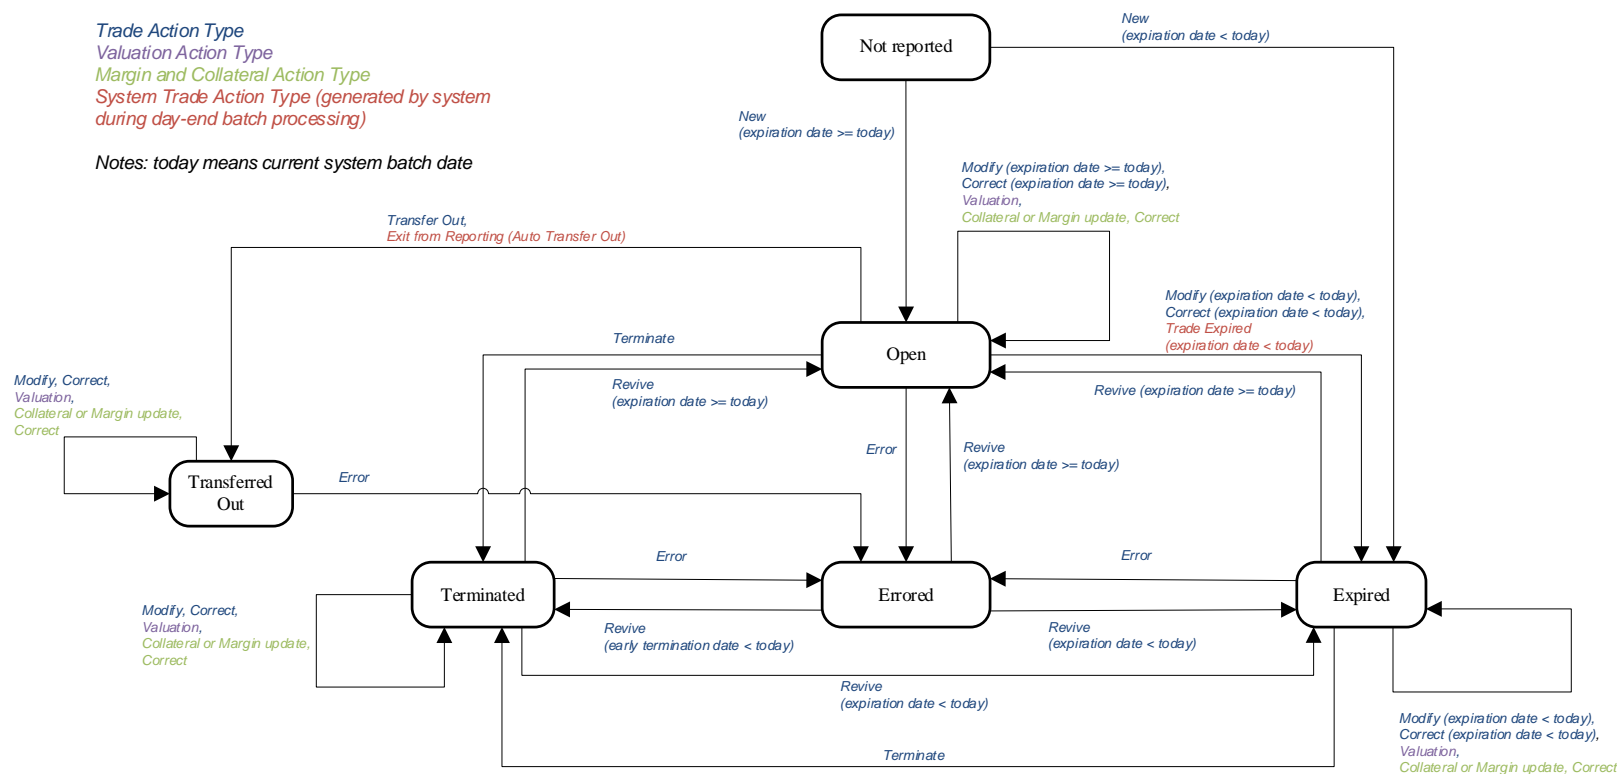 Trade Action Type
Valuation Action Type
Margin and Collateral Action Type
System Trade Action Type (generated by system
during day-end batch processing)
Notes: today means current system batch date
Not reported
New
(expiration date < today)
New
(expiration date >= today)
Modify (expiration date >= today),
Correct (expiration date >= today),
Valuation,
Collateral or Margin update, Correct
Transfer Out,
Exit from Reporting (Auto Transfer Out)
Modify (expiration date < today),
Correct (expiration date < today),
Trade Expired
(expiration date < today)
Open
Terminate
Revive
(expiration date >= today)
Revive (expiration date >= today)
Modify, Correct,
Valuation,
Collateral or Margin update,
Correct
Error
Revive
(expiration date >= today)
Transferred
Out
Error
Error
Error
Terminated
Errored
Expired
Modify, Correct,
Valuation,
Collateral or Margin update,
Correct
Revive
(early termination date < today)
Revive
(expiration date < today)
Revive
(expiration date < today)
Modify (expiration date < today),
Correct (expiration date < today),
Valuation,
Collateral or Margin update, Correct
Terminate